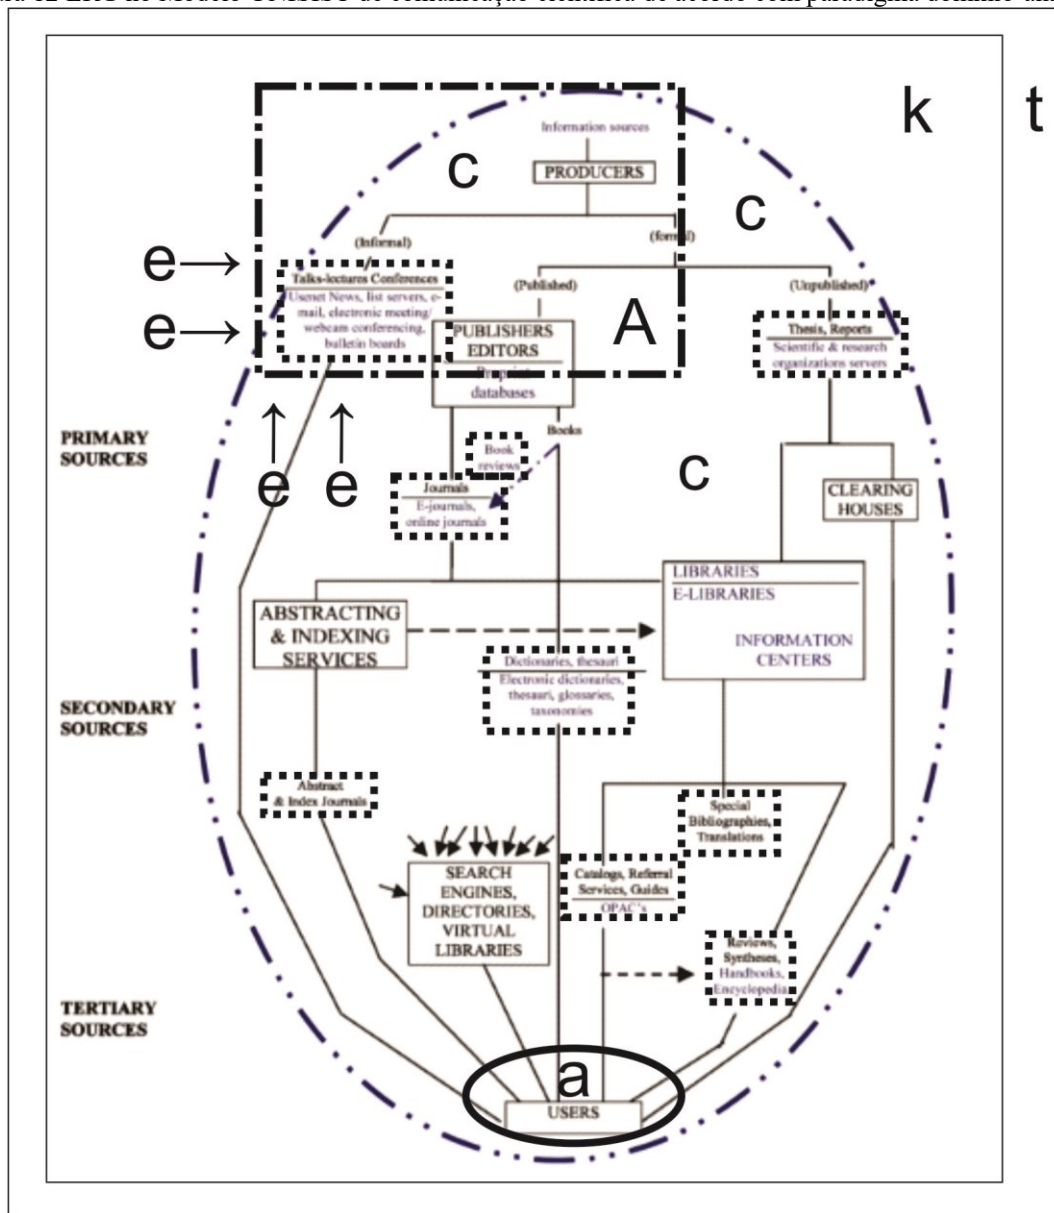 k
t
Information sources
c
PRODUCERS
c
(Informal)
e→
Talks-lectures Conferences
Usenet News, list servers, e-
mail, electronic meeting/
webcam conferencing,
bulletin boards
e→
(Published)
(Unpublished)
A
PUBLISHERS
EDITORS
databases
Thesis, Reports
Scientific & research
organizations servers
PRIMARY
SOURCES
Books
Book
reviews
e
e
c
Journals
E-journals,
online journals
CLEARING
HOUSES
LIBRARIES
E-LIBRARIES
INFORMATION
CENTERS
ABSTRACTING
& INDEXING
SERVICES
Dictionaries, thesauri
Electronic dictionaries,
thesauri, glossaries,
taxonomies
SECONDARY
SOURCES
Abstract
& Index Journals
Special
Bibliographies,
Translations
SEARCH
ENGINES,
DIRECTORIES,
VIRTUAL
LIBRARIES
Catalogs, Referral
Services, Guides
OPAC's
Reviews,
Syntheses,
Handbooks,
Encyclopedia
TERTIARY
SOURCES
a
USERS